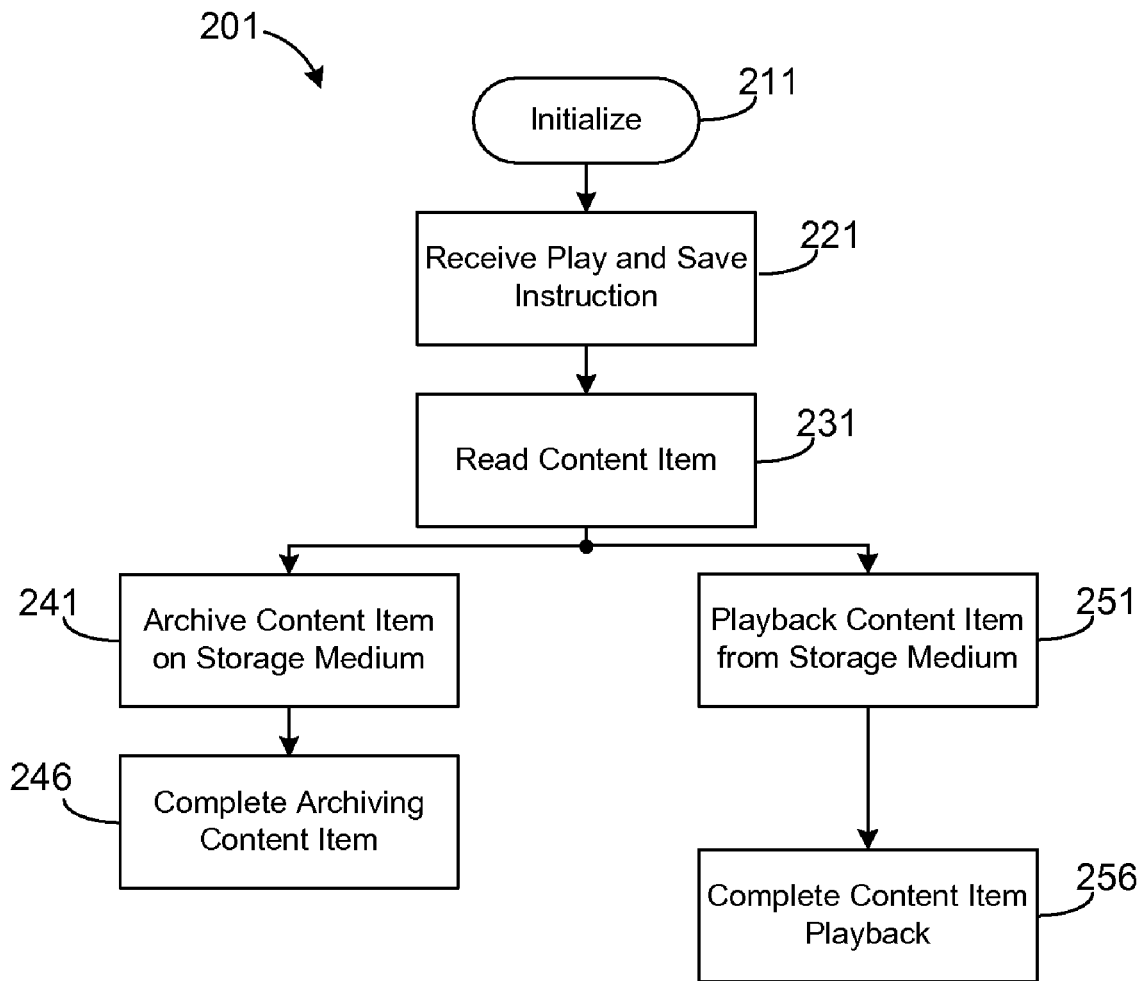 201
Initialize
211
Receive Play and Save
Instruction
221
Read Content Item
231
241
Archive Content Item
on Storage Medium
Playback Content Item
from Storage Medium
251
246
Complete Archiving
Content Item
Complete Content Item
Playback
256